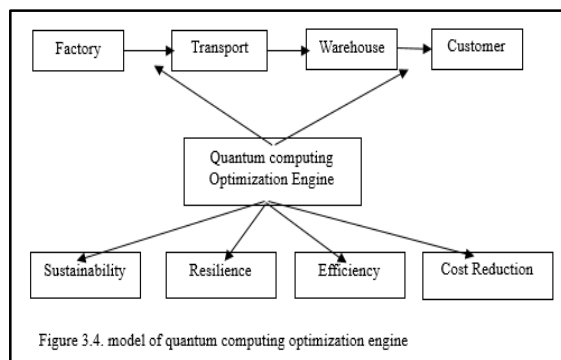 Factory
Transport
Warehouse
Customer
Quantum computing
Optimization Engine
Sustainability
Resilience
Efficiency
Cost Reduction
Figure 3.4. model of quantum computing optimization engine